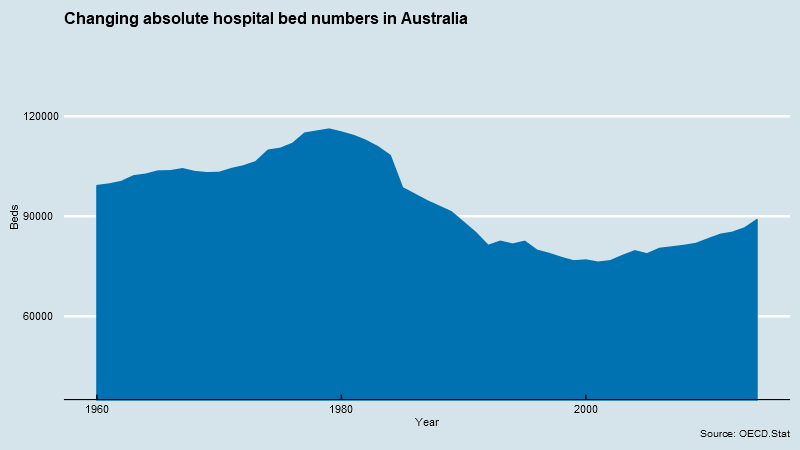 Changing absolute hospital bed numbers in Australia
120000
90000
60000
Beds
1960
1980
2000
Year
Source: OECD.Stat